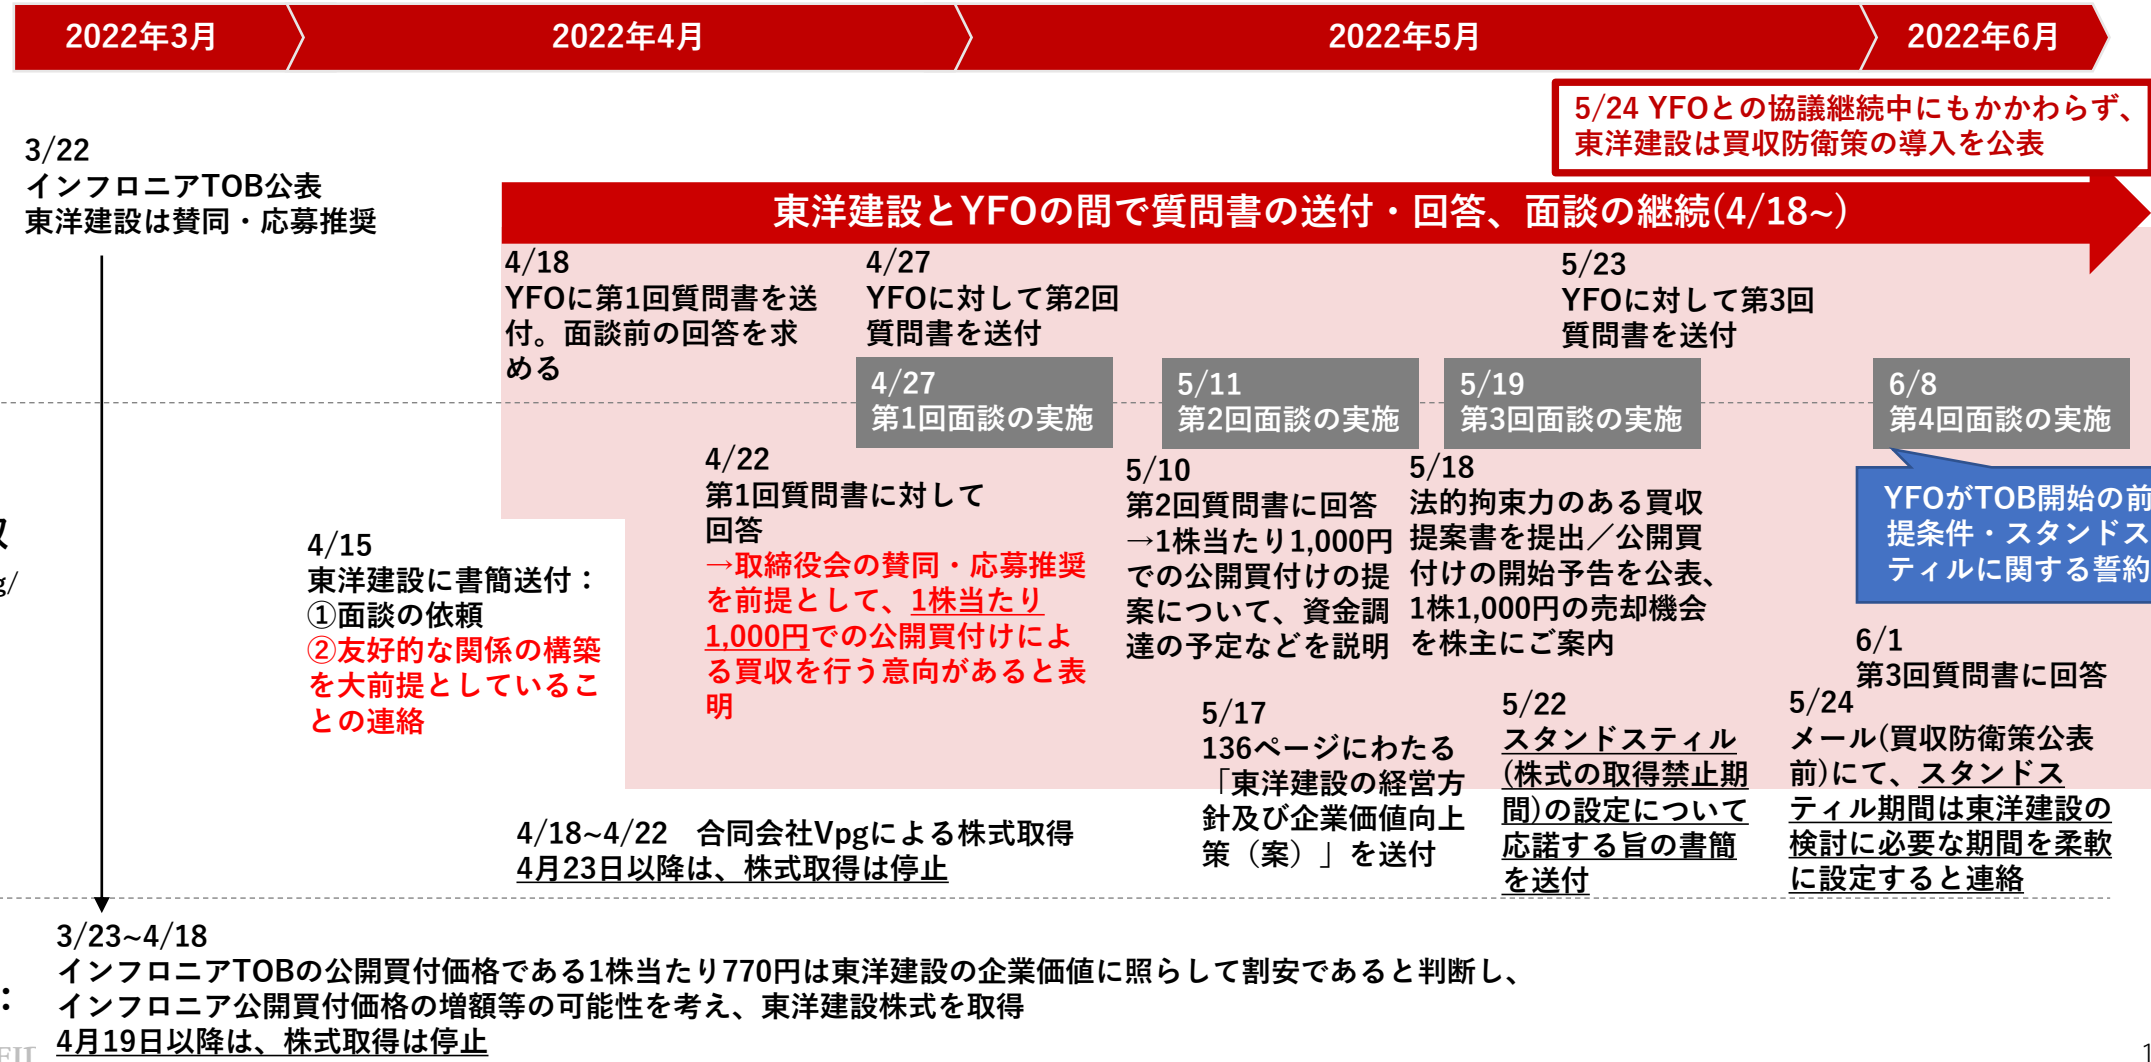 2022年3月
2022年4月
2022年5月
2022年6月
5/24 YFOとの協議継続中にもかかわらず、
東洋建設は買収防衛策の導入を公表
3/22
インフロニアTOB公表
東洋建設は賛同・応募推奨
東洋建設とYFOの間で質問書の送付・回答、面談の継続(4/18~)
4/18
YFOに第1回質問書を送
付。面談前の回答を求
める
4/27
YFOに対して第2回
質問書を送付
5/23
YFOに対して第3回
質問書を送付
4/27
第1回面談の実施
5/11
第2回面談の実施
5/19
第3回面談の実施
6/8
第4回面談の実施
YFOがTOB開始の前
提条件・スタンドス
ティルに関する誓約
4/15
東洋建設に書簡送付：
①面談の依頼
②友好的な関係の構築
を大前提としているこ
との連絡
4/22
第1回質問書に対して
回答
→取締役会の賛同・応募推奨
を前提として、1株当たり
1,000円での公開買付けによ
る買収を行う意向があると表
明
5/10
第2回質問書に回答
→1株当たり1,000円
での公開買付けの提
案について、資金調
達の予定などを説明
5/18
法的拘束力のある買収
提案書を提出／公開買
付けの開始予告を公表、
1株1,000円の売却機会
を株主にご案内
6/1
第3回質問書に回答
5/17
136ページにわたる
「東洋建設の経営方
針及び企業価値向上
策（案）」を送付
5/22
スタンドスティル
(株式の取得禁止期
間)の設定について
応諾する旨の書簡
を送付
5/24
メール(買収防衛策公表
前)にて、スタンドス
ティル期間は東洋建設の
検討に必要な期間を柔軟
に設定すると連絡
4/18~4/22　合同会社Vpgによる株式取得
4月23日以降は、株式取得は停止
g/
3/23~4/18
インフロニアTOBの公開買付価格である1株当たり770円は東洋建設の企業価値に照らして割安であると判断し、
：
インフロニア公開買付価格の増額等の可能性を考え、東洋建設株式を取得
4月19日以降は、株式取得は停止
1